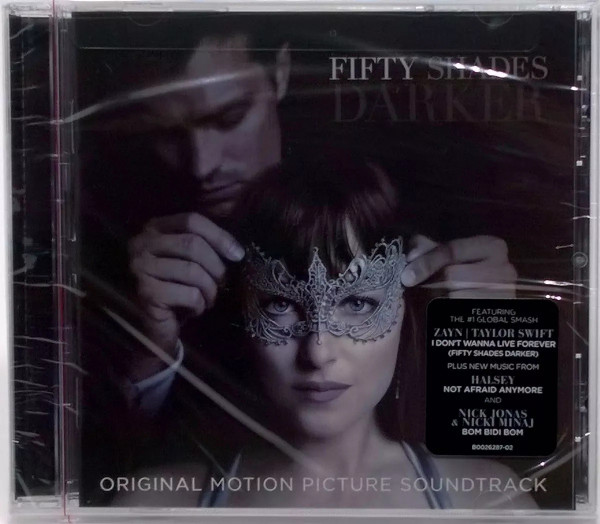 FIFTY SHADES
DARKER
FEATURING
THE #1 GLOBAL SMASH
ZAYN | TAYLOR SWIFT
I DON'T WANNA LIVE FOREVER
(FIFTY SHADES DARKER)
PLUS NEW MUSIC FROM
HALSEY
NOT AFRAID ANYMORE
AND
NICK JONAS
& NICKI MINAJ
BOM BIDI BOM
B0026287-02
ORIGINAL MOTION PICTURE SOUNDTRACK